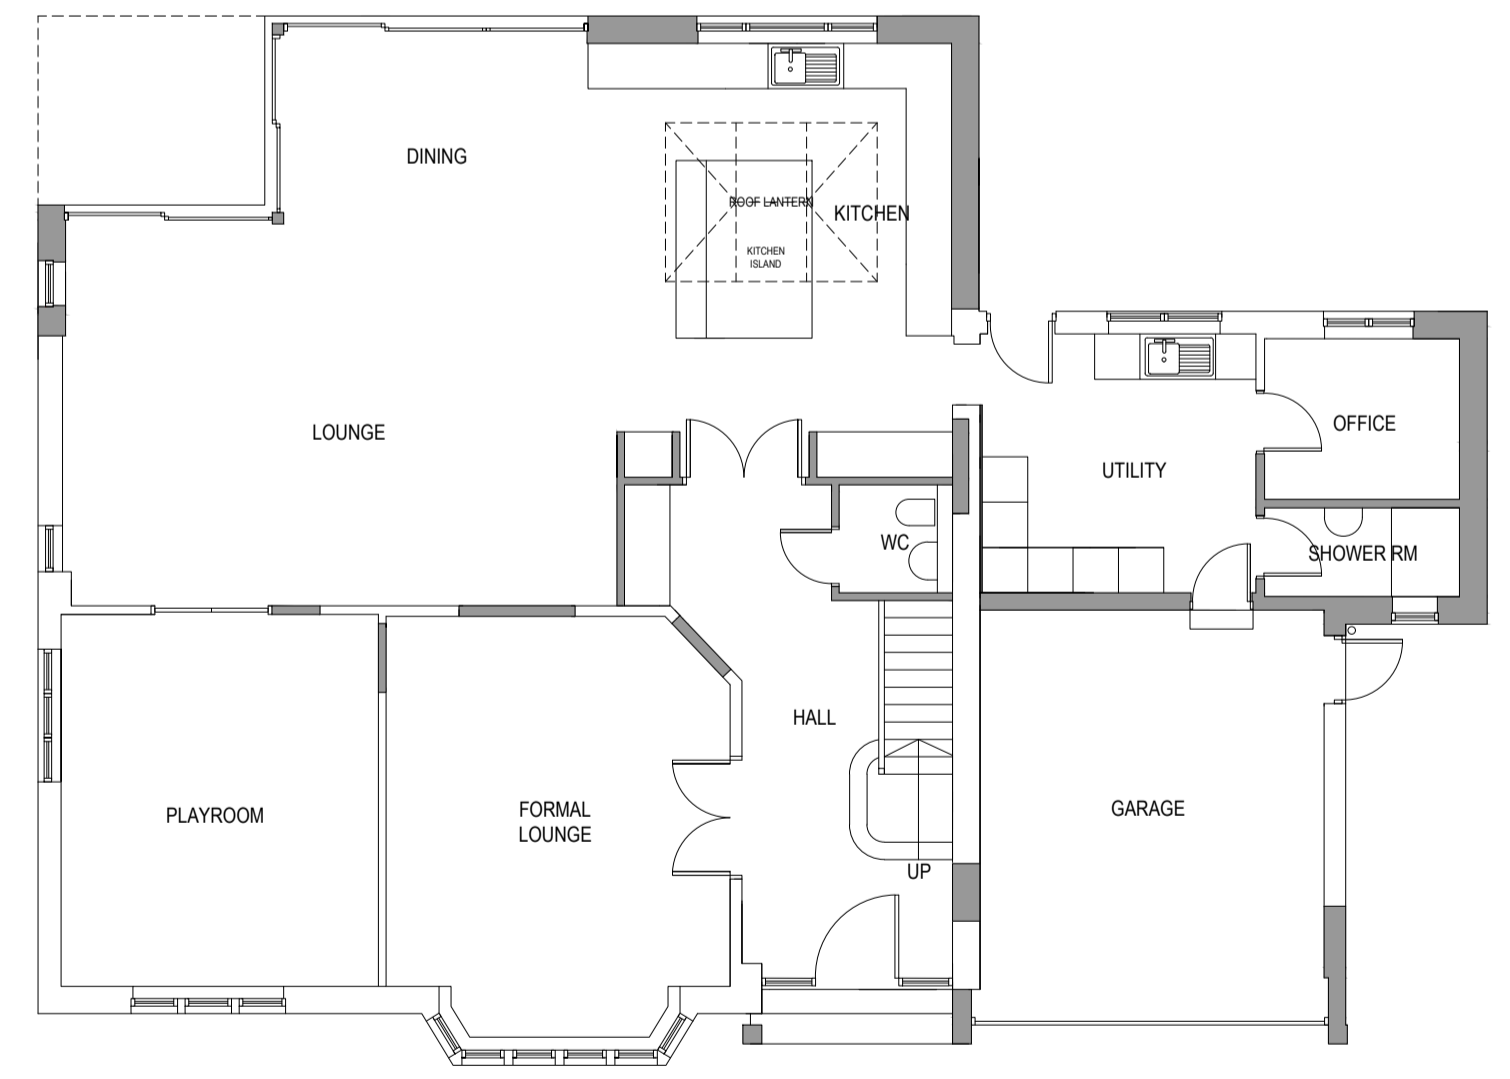 DINING
ROOF LANTERN
KITCHEN
KITCHEN
ISLAND
LOUNGE
OFFICE
UTILITY
WC
SHOWER RM
HALL
PLAYROOM
FORMAL
LOUNGE
GARAGE
UP